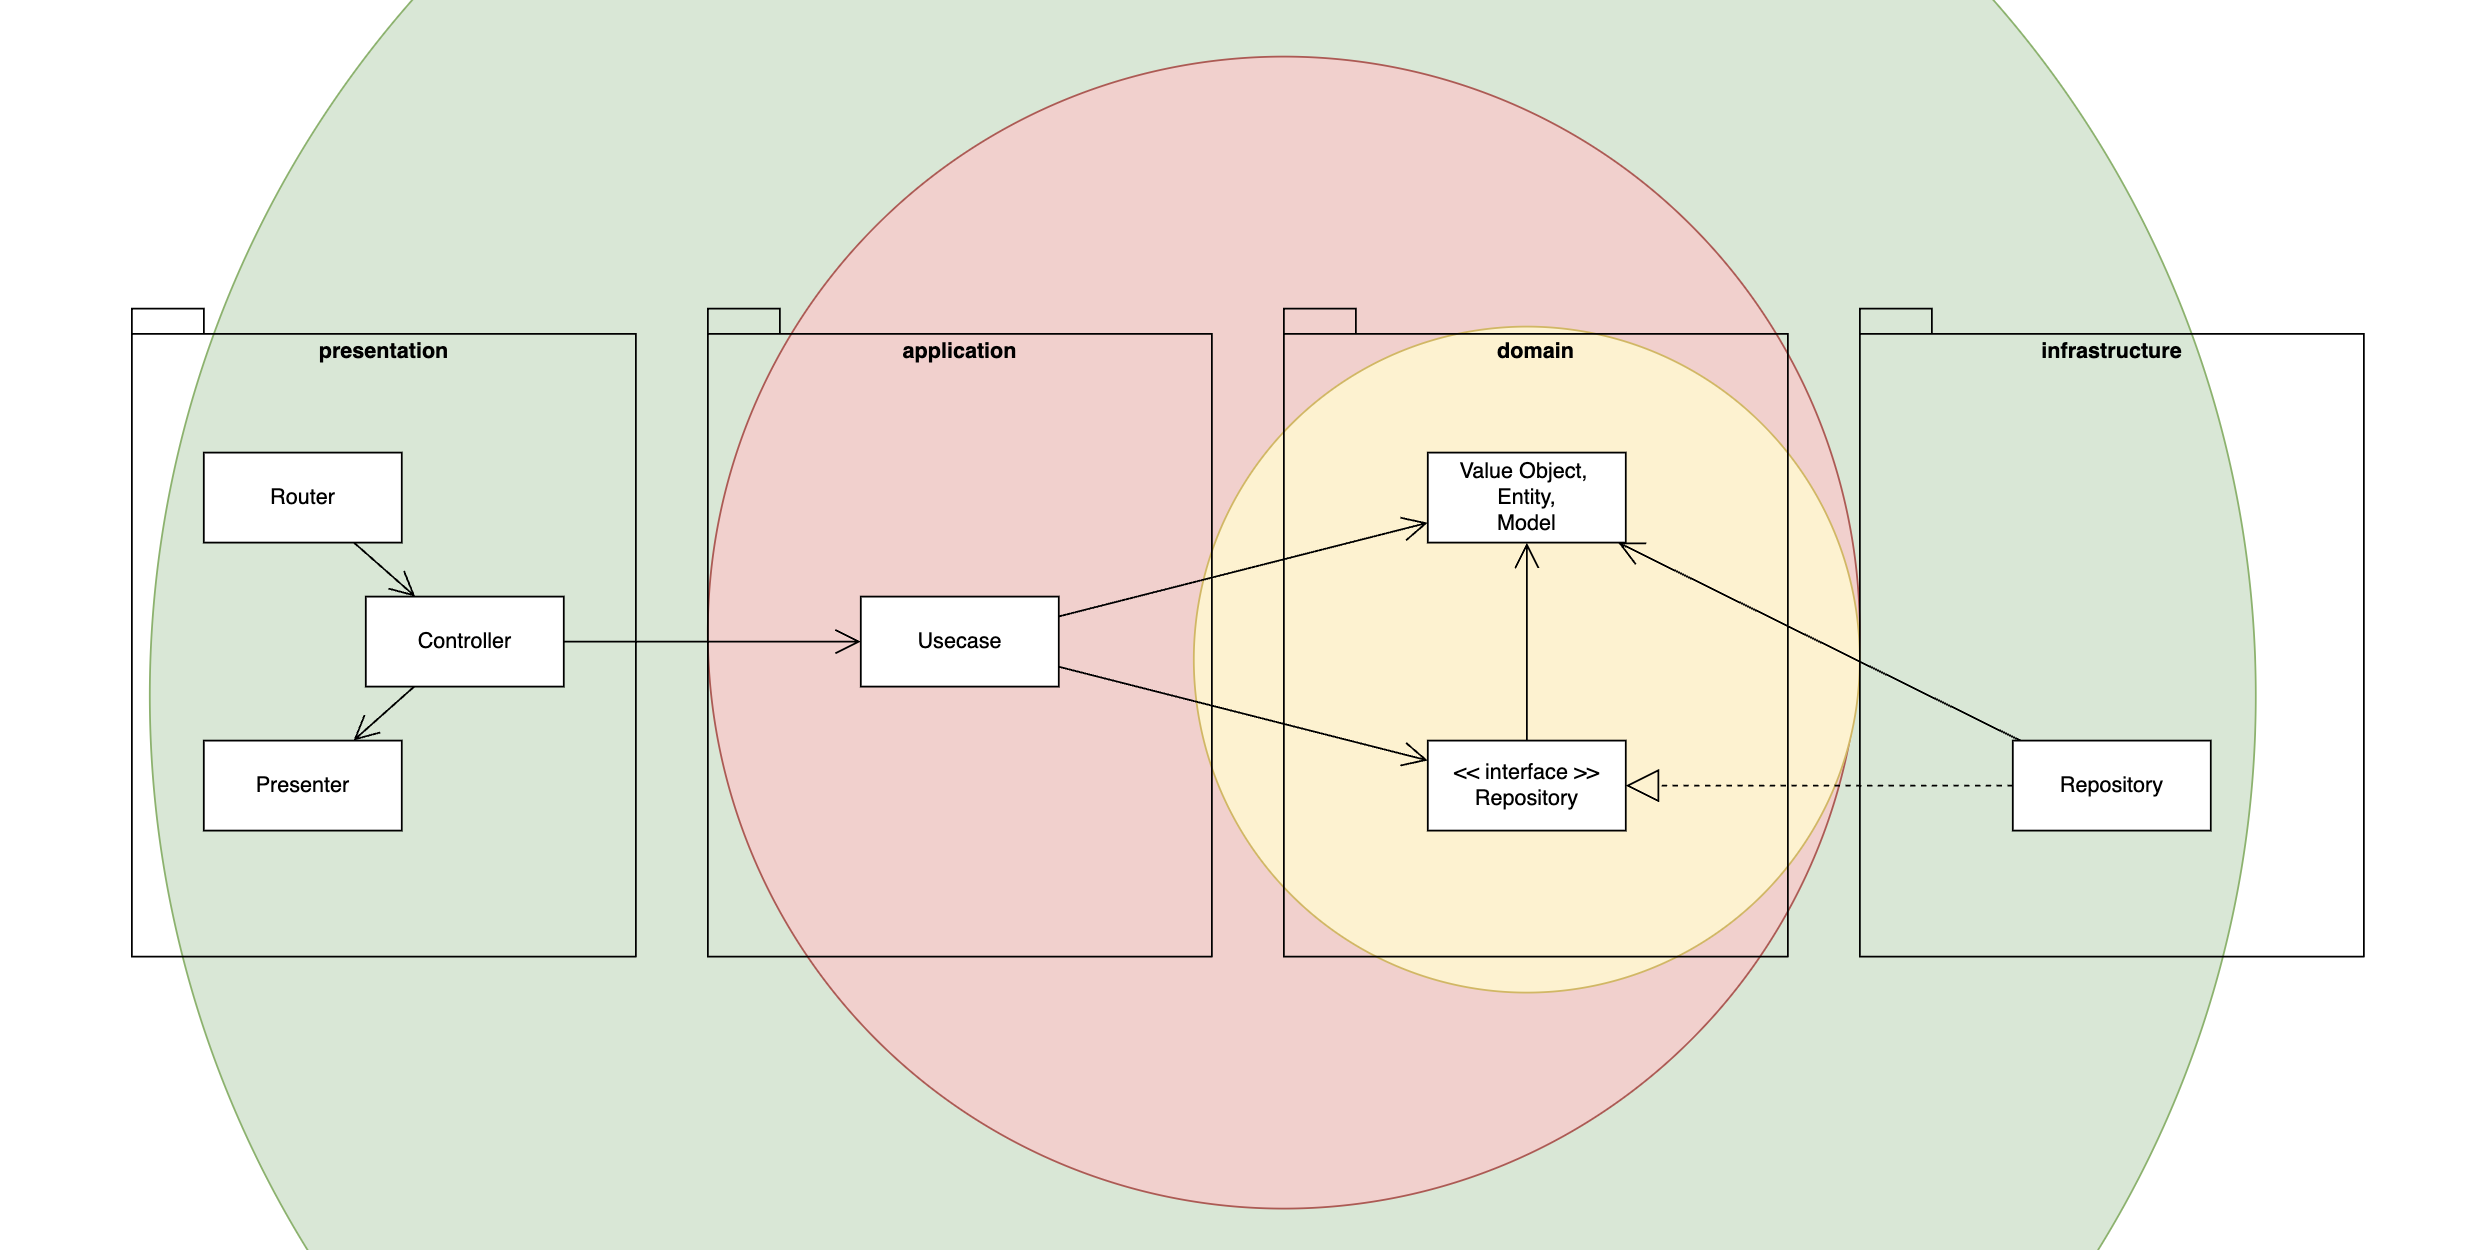 presentation
application
domain
infrastructure
Router
Value Object,
Entity,
Model
Controller
Usecase
Presenter
<< interface >>
Repository
Repository